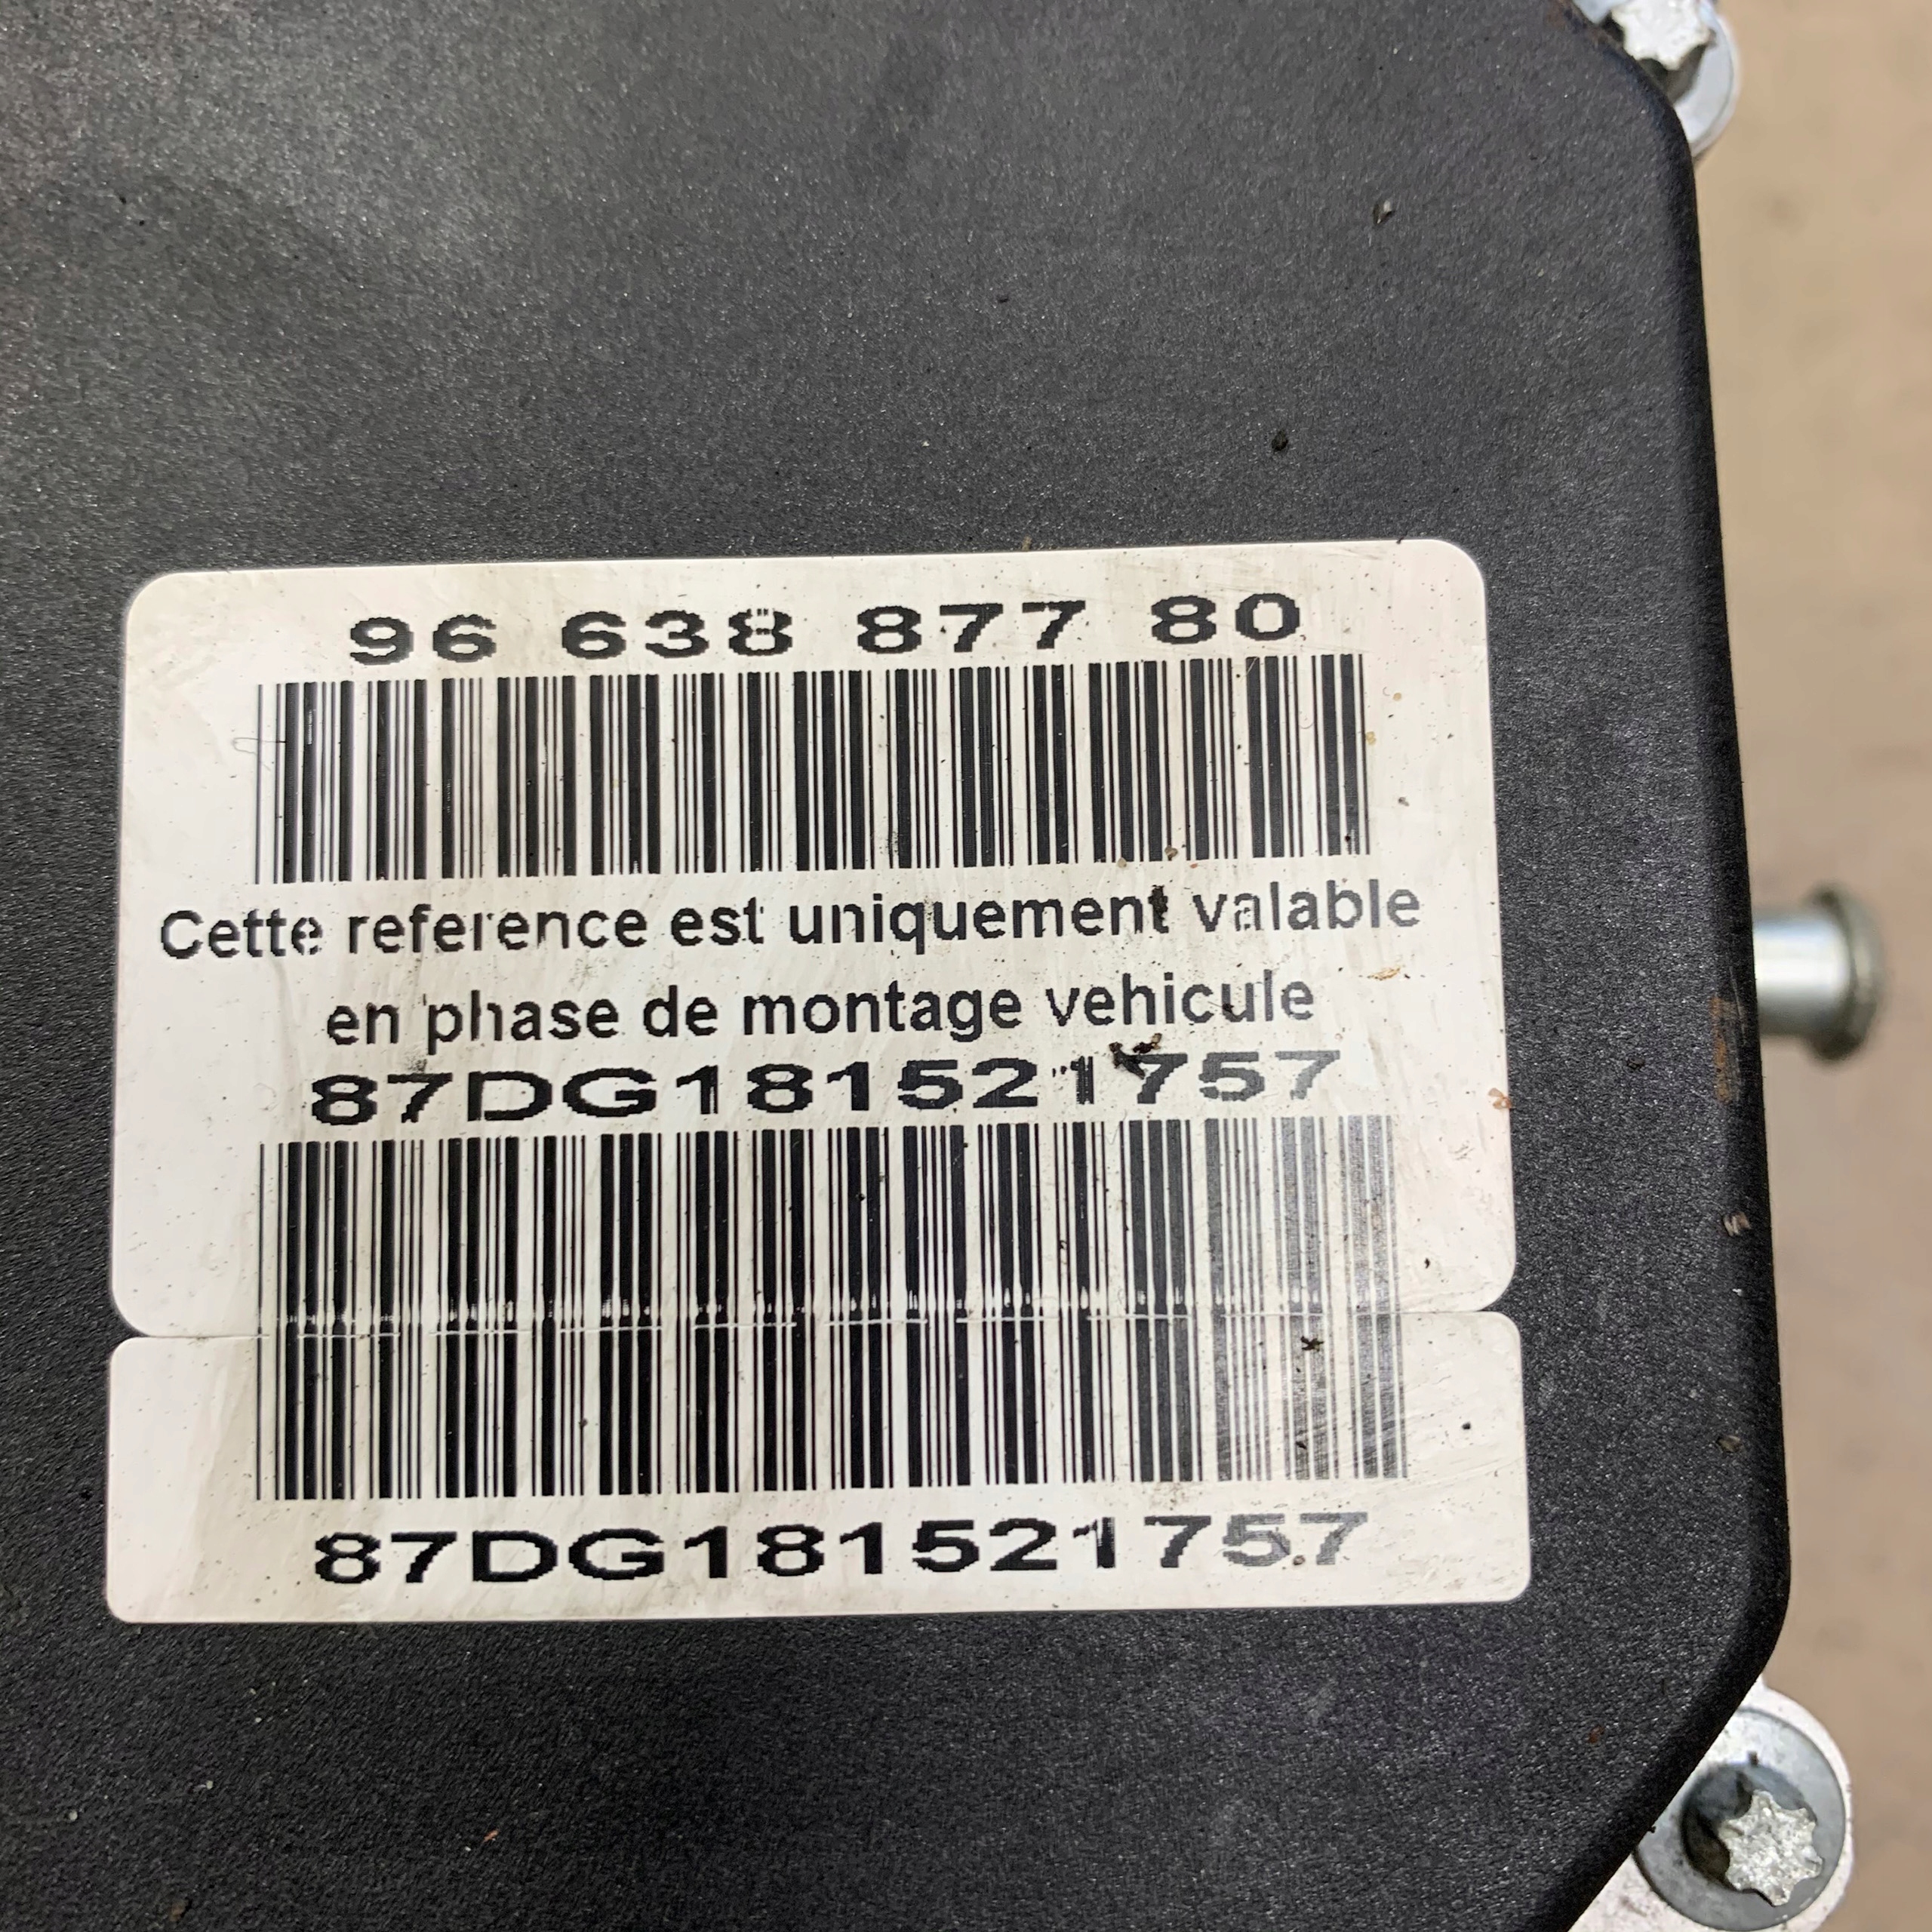 96 638 877 80
Cette reference est uniquement valable
en phase de montage vehicule
87DG181521757
87DG181521757